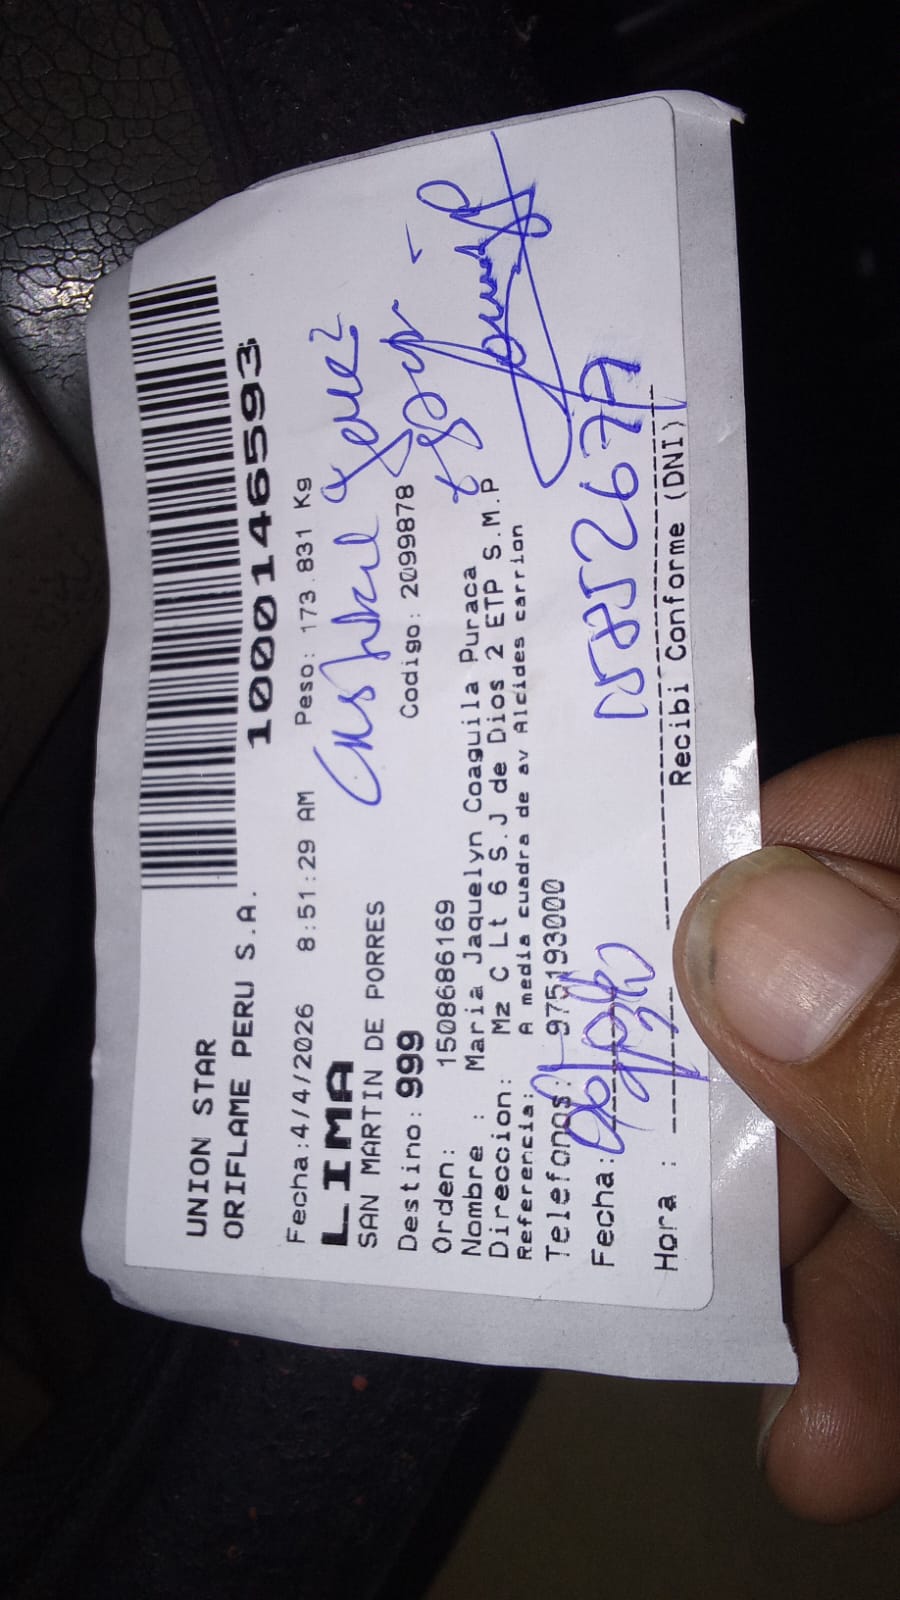 UNION STAR
ORIFLAME PERU S.A.
1000146593
Fecha:4/4/2026 8:51:29 AM Peso: 173.831 Kg
LIMA
SAN MARTIN DE PORRES
Destino: 999 Codigo: 2099878
Orden: 1508686169
Nombre : Maria Jaquelyn Coaguila Puraca
Direccion: Mz C Lt 6 S.J de Dios 2 ETP S.M.P
Referencia: A media cuadra de av Alcides carrion
Telefonos: 975193000
Fecha:
Hora :
Recibi Conforme (DNI)